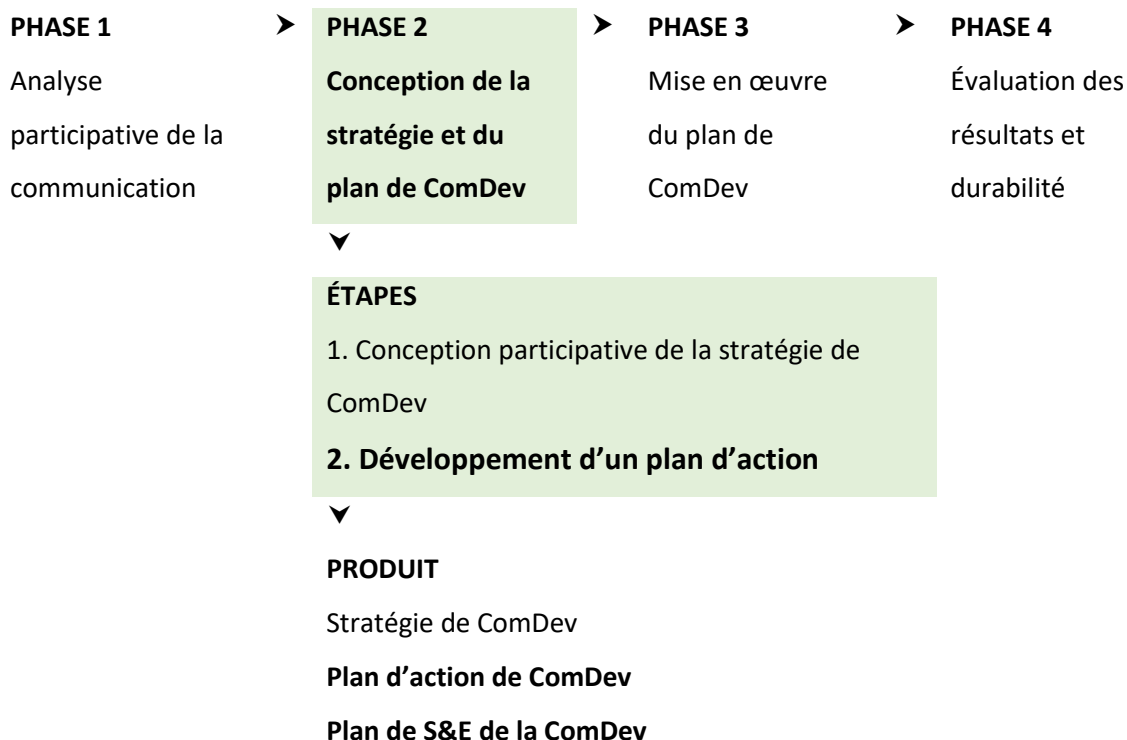 PHASE 1
Analyse
participative de la
communication
➤
PHASE 2
Conception de la
stratégie et du
plan de ComDev
➤
PHASE 3
Mise en œuvre
du plan de
ComDev
➤
PHASE 4
Évaluation des
résultats et
durabilité
ÉTAPES
1. Conception participative de la stratégie de
ComDev
2. Développement d’un plan d’action
PRODUIT
Stratégie de ComDev
Plan d’action de ComDev
Plan de S&E de la ComDev